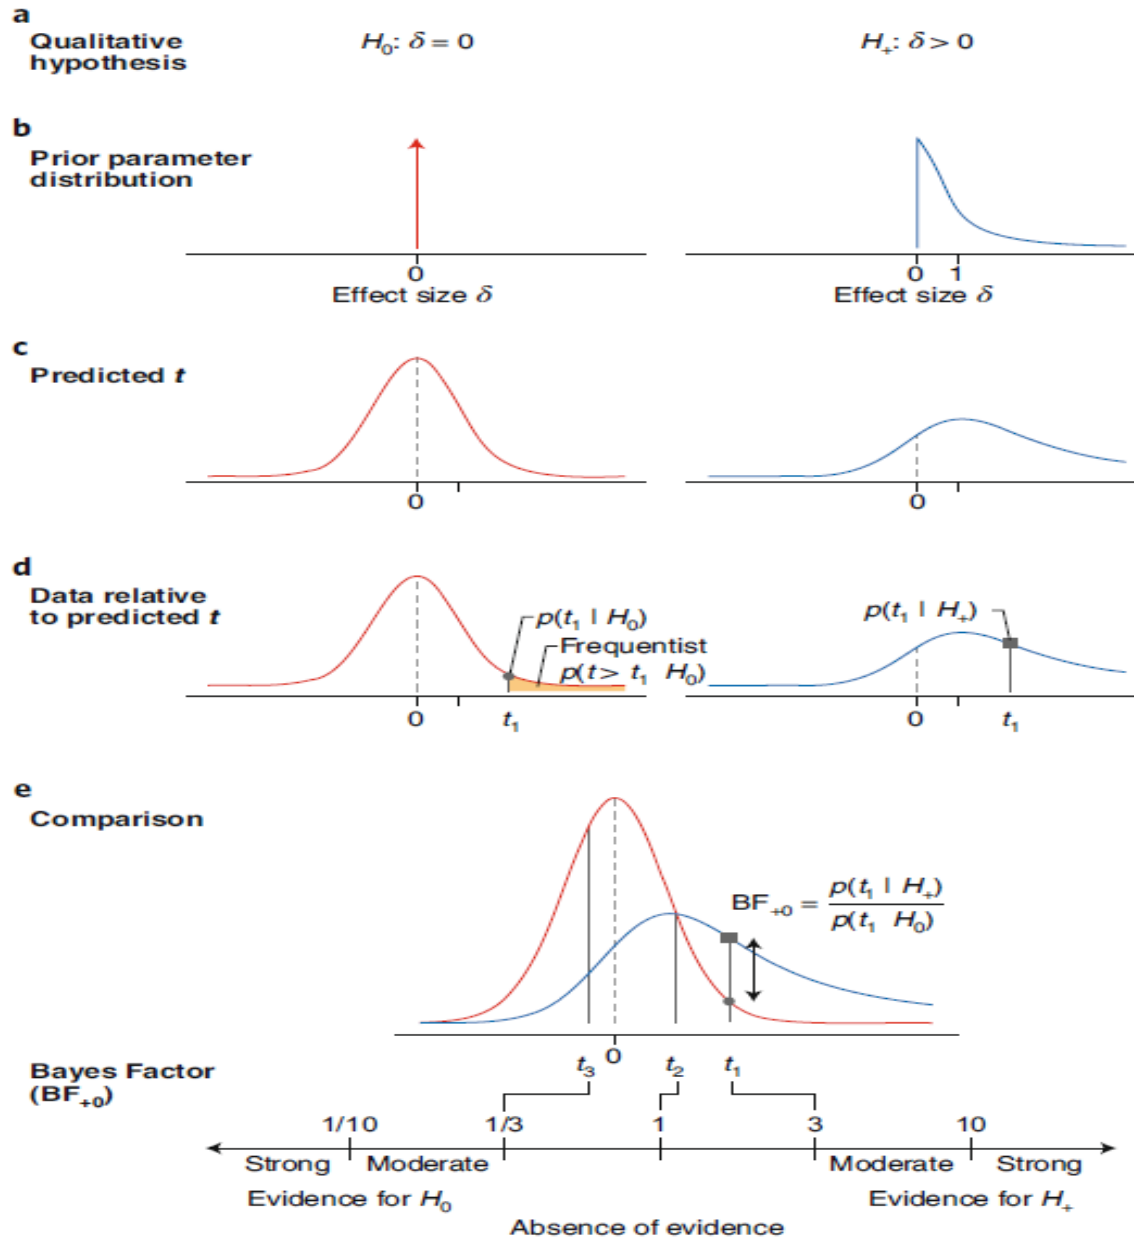 a
Qualitative
hypothesis
H₀: δ = 0
H₊: δ > 0
b
Prior parameter
distribution
0
Effect size δ
0 1
Effect size δ
c
Predicted t
0
0
d
Data relative
to predicted t
p(t₁ | H₀)
Frequentist
p(t > t₁ H₀)
0 t₁
p(t₁ | H₊)
0 t₁
e
Comparison
BF₊₀ = p(t₁ | H₊)
p(t₁ H₀)
t₃ 0 t₂ t₁
Bayes Factor
(BF₊₀)
1/10 1/3 1 3 10
Strong Moderate Moderate Strong
Evidence for H₀ Evidence for H₊
Absence of evidence